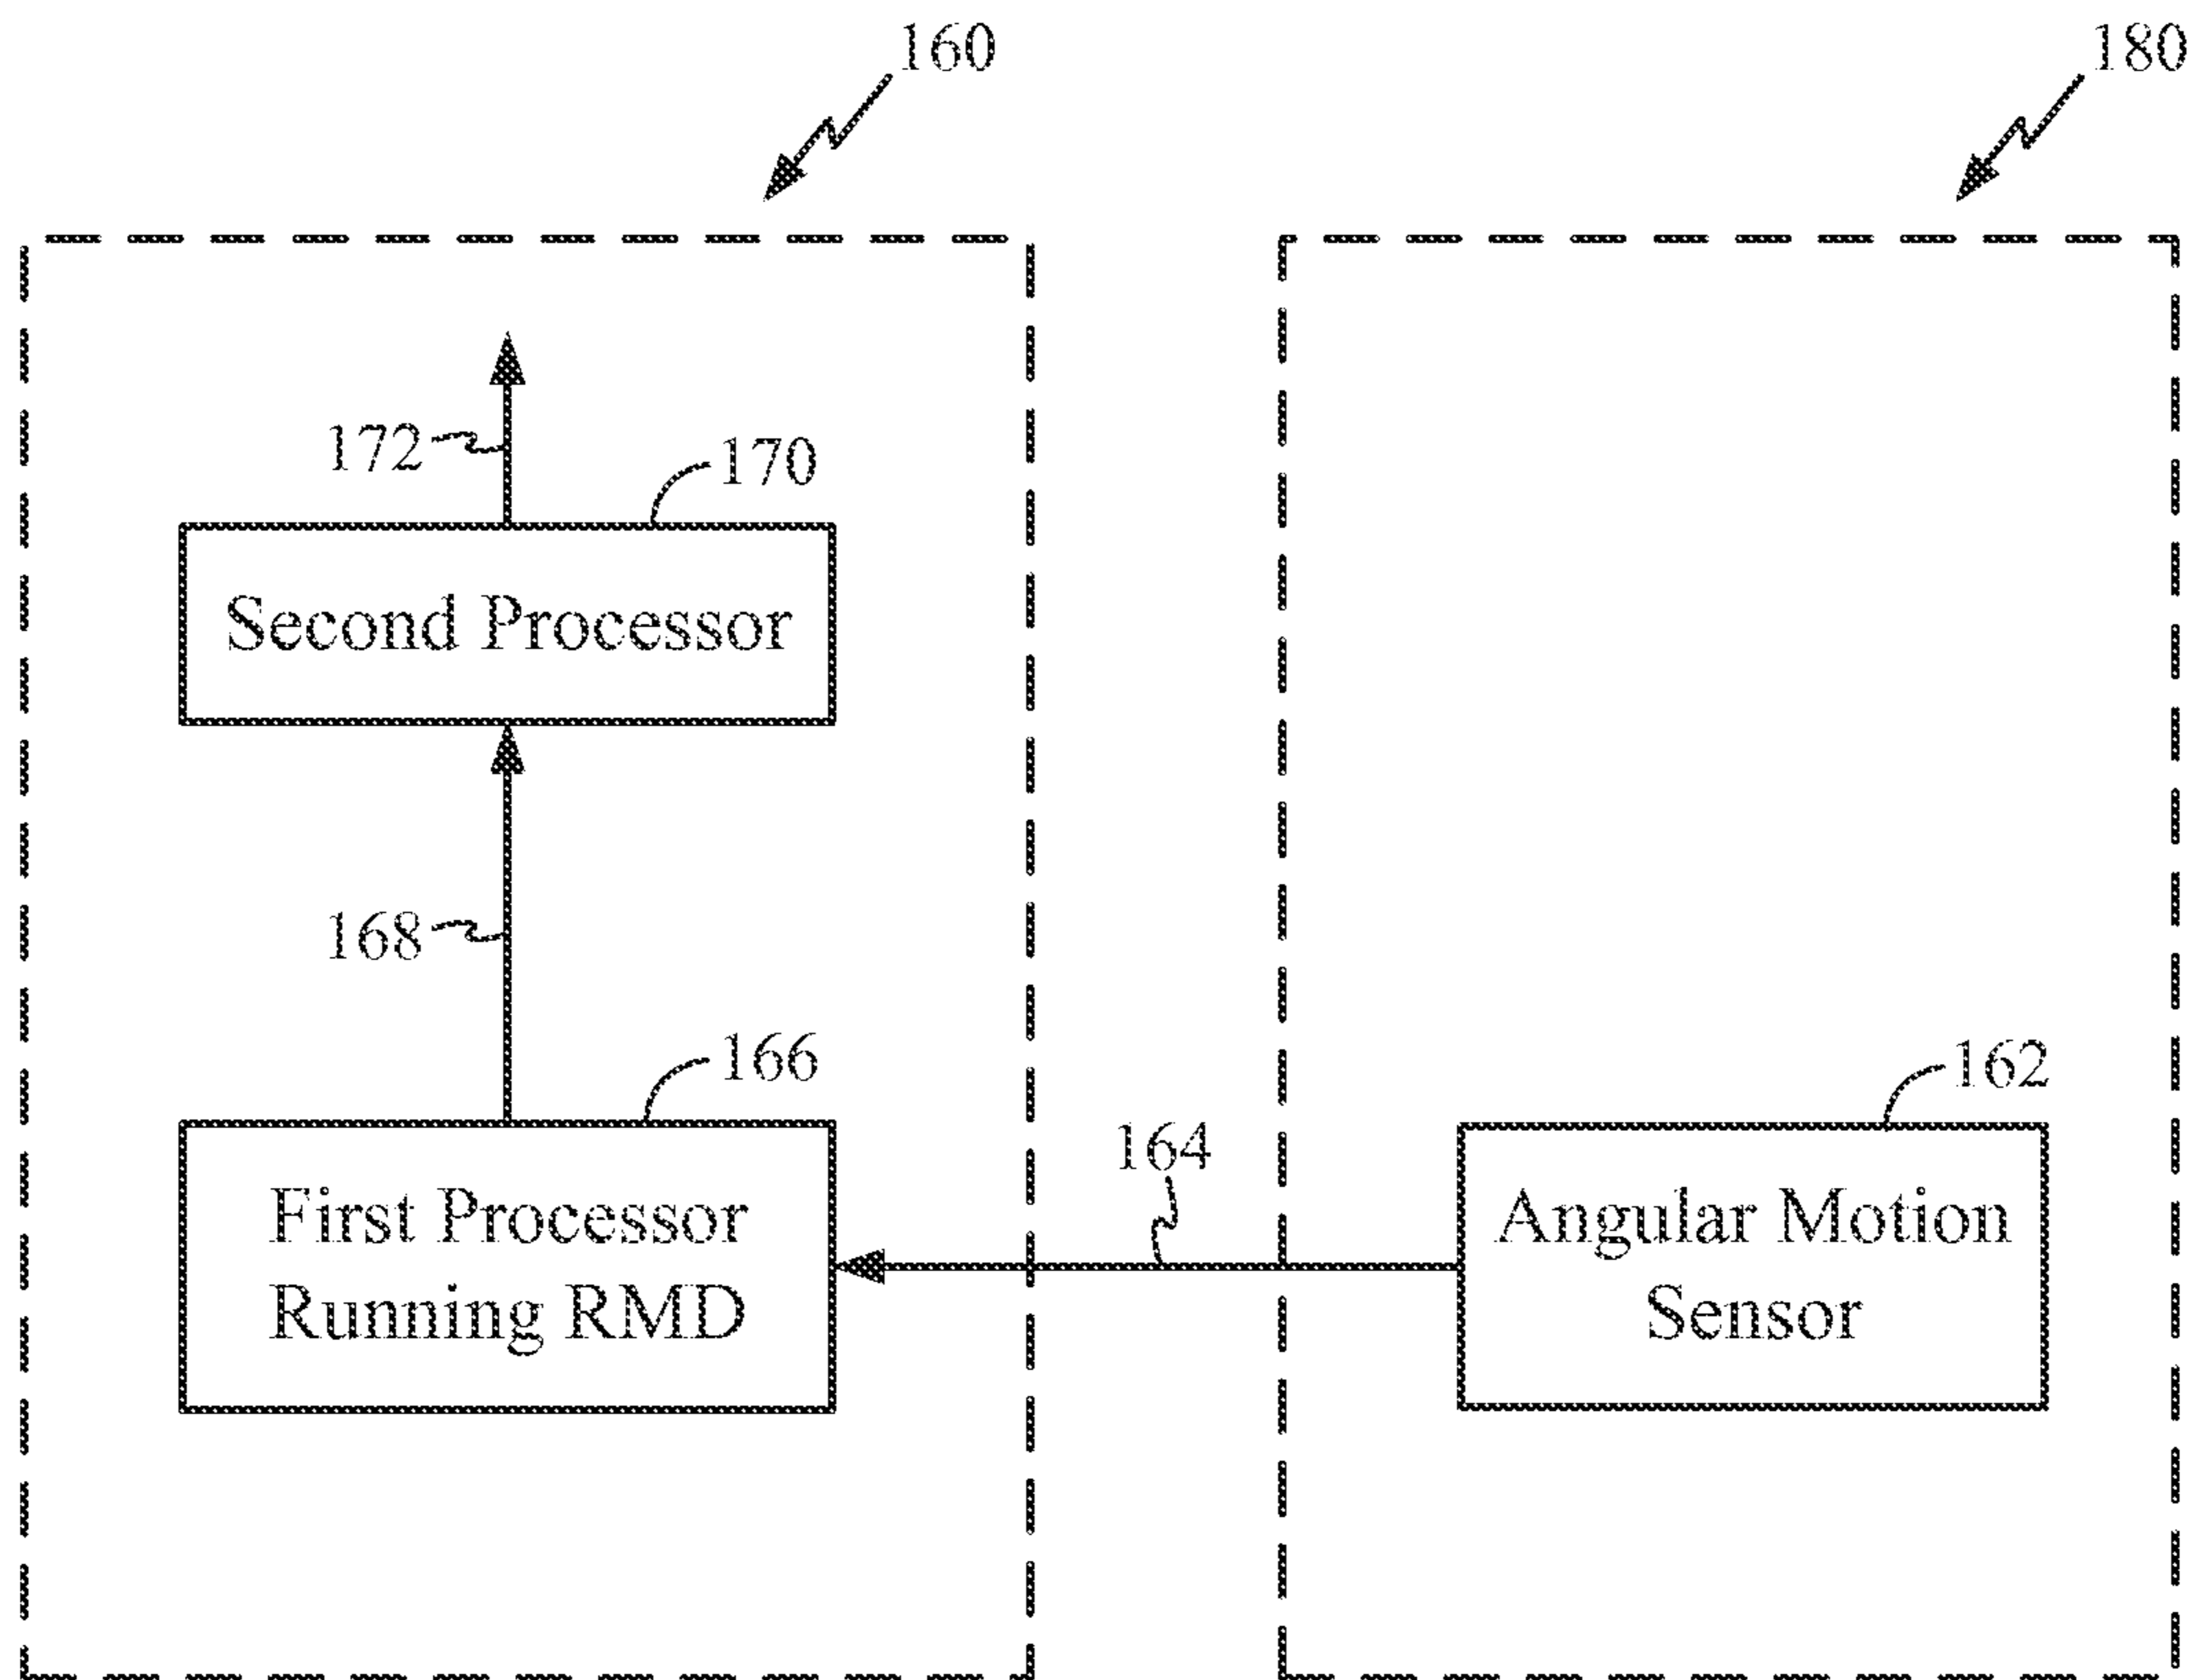 160
180
172
170
Second Processor
168
166
162
164
First Processor
Running RMD
Angular Motion
Sensor